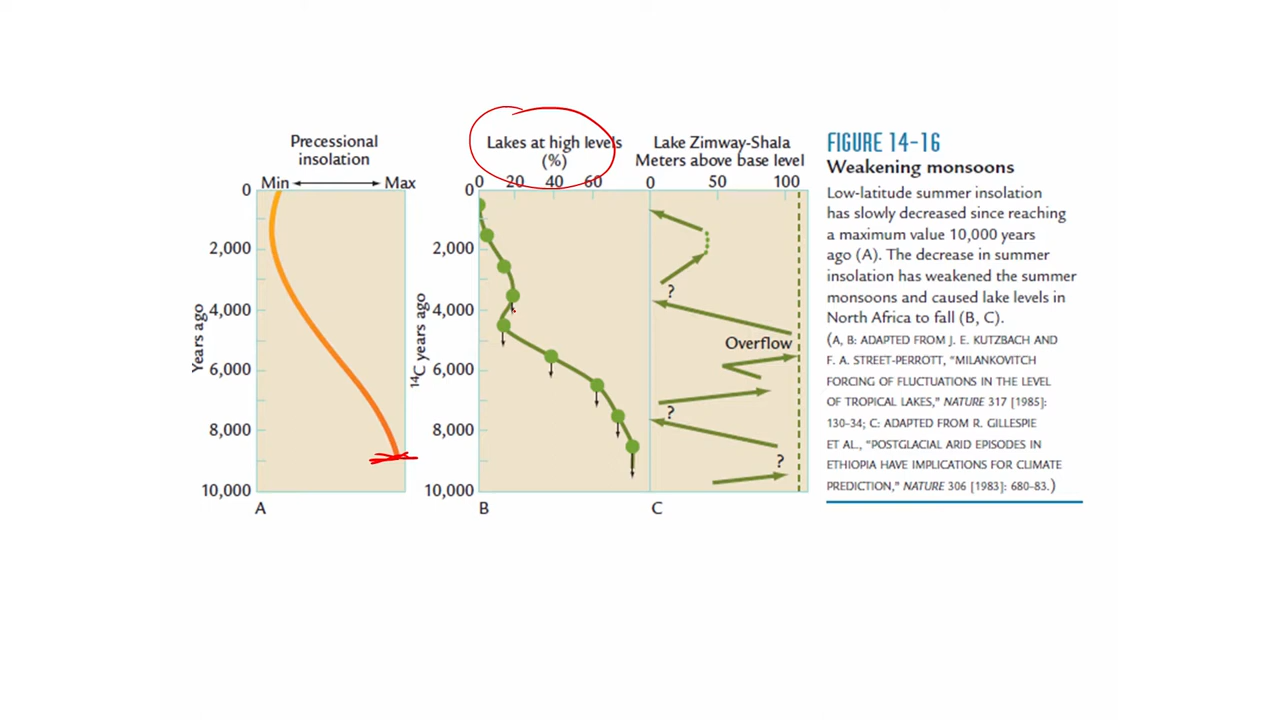 Precessional
insolation
Min Max
0
2,000
4,000
6,000
8,000
10,000
Years ago
A
Lakes at high levels
(%)
0 20 40 60
0
2,000
4,000
6,000
8,000
10,000
14C years ago
B
Lake Zimway-Shala
Meters above base level
0 50 100
?
Overflow
?
?
C
FIGURE 14-16
Weakening monsoons
Low-latitude summer insolation
has slowly decreased since reaching
a maximum value 10,000 years
ago (A). The decrease in summer
insolation has weakened the summer
monsoons and caused lake levels in
North Africa to fall (B, C).
(A, B: ADAPTED FROM J. E. KUTZBACH AND
F. A. STREET-PERROTT, "MILANKOVITCH
FORCING OF FLUCTUATIONS IN THE LEVEL
OF TROPICAL LAKES," NATURE 317 [1985]:
130–34; C: ADAPTED FROM R. GILLESPIE
ET AL., "POSTGLACIAL ARID EPISODES IN
ETHIOPIA HAVE IMPLICATIONS FOR CLIMATE
PREDICTION," NATURE 306 [1983]: 680–83.)